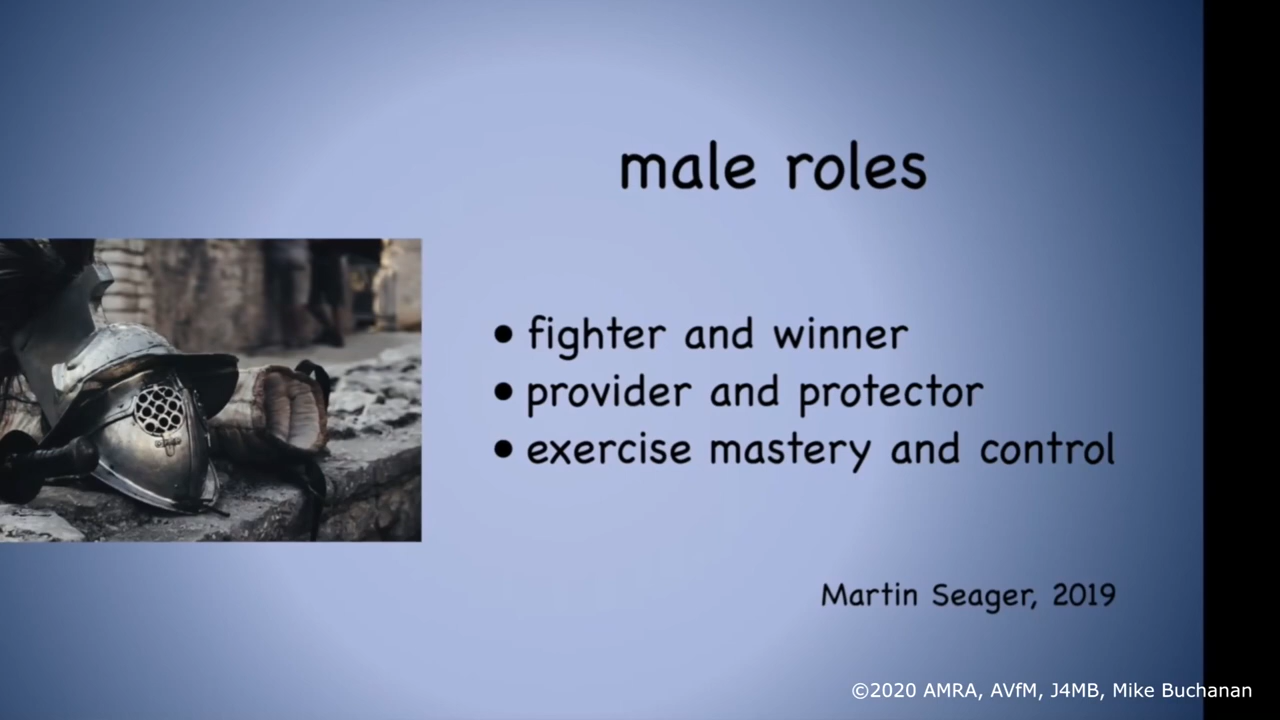 male roles
• fighter and winner
• provider and protector
• exercise mastery and control
Martin Seager, 2019
©2020 AMRA, AVfM, J4MB, Mike Buchanan